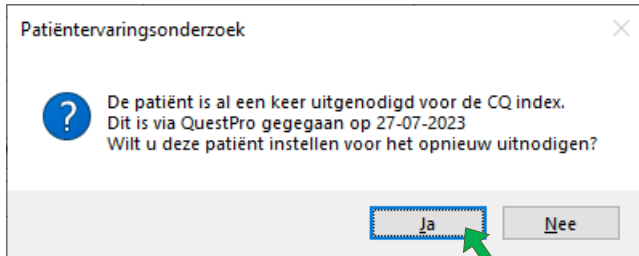 Patiëntervaringsonderzoek
De patiënt is al een keer uitgenodigd voor de CQ index.
Dit is via QuestPro gegegaan op 27-07-2023
Wilt u deze patiënt instellen voor het opnieuw uitnodigen?
Ja
Nee